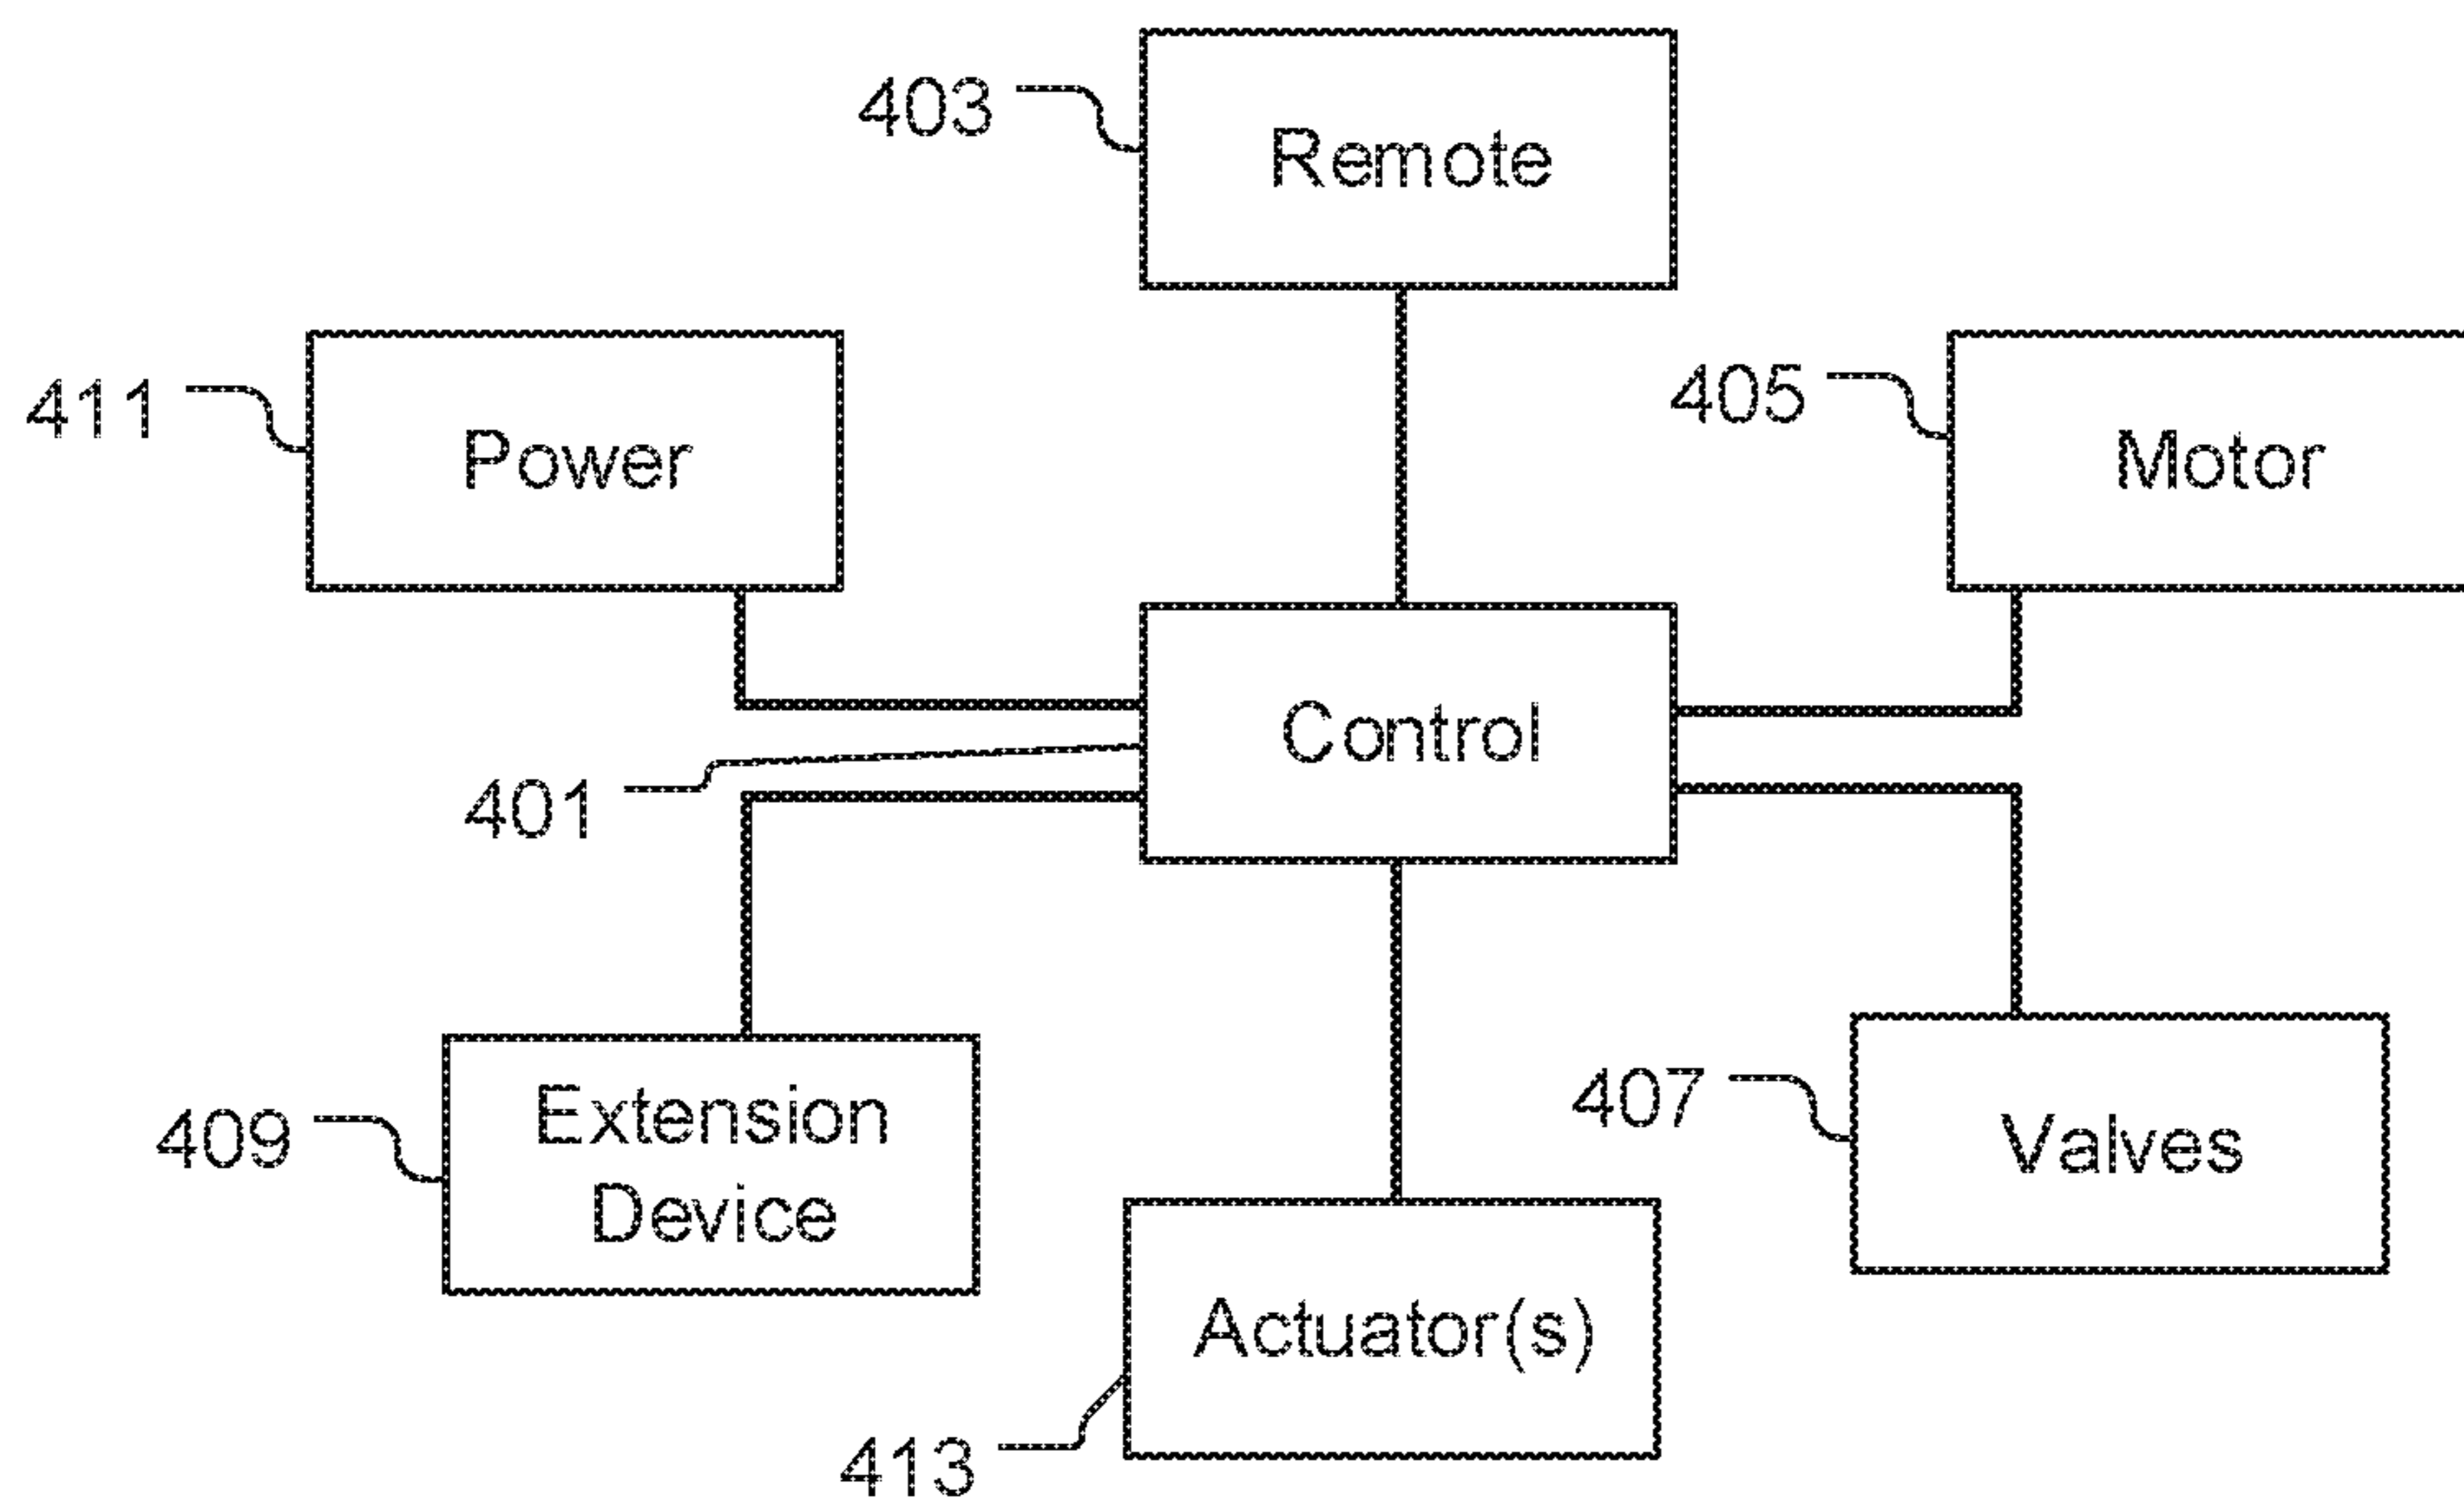 403
Remote
411
Power
405
Motor
Control
401
409
Extension
Device
407
Valves
Actuator(s)
413